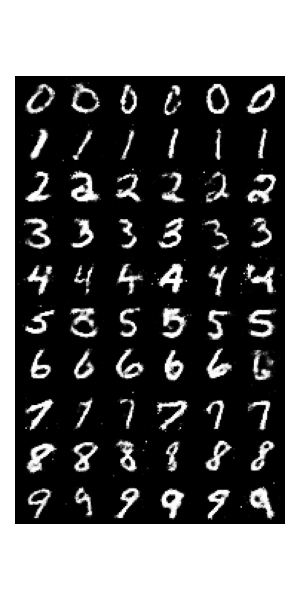 0 0 0 0 0 0
1 1 1 1 1 1
2 2 2 2 2 2
3 3 3 3 3 3
4 4 4 4 4 4
5 5 5 5 5
6 6 6 6 6
7 7 7 7 7 7
8 8 8 8 8 8
9 9 9 9 9 9